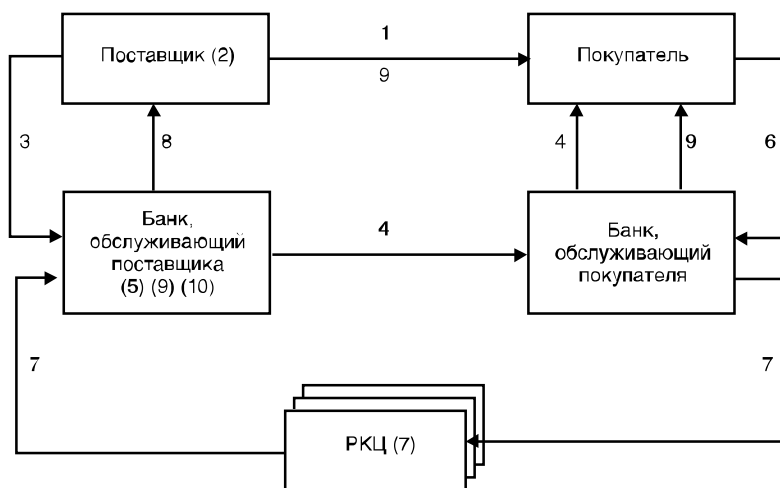 1
Поставщик (2)
Покупатель
9
3
8
4
9
6
Банк,
обслуживающий
поставщика
(5) (9) (10)
4
Банк,
обслуживающий
покупателя
7
7
РКЦ (7)